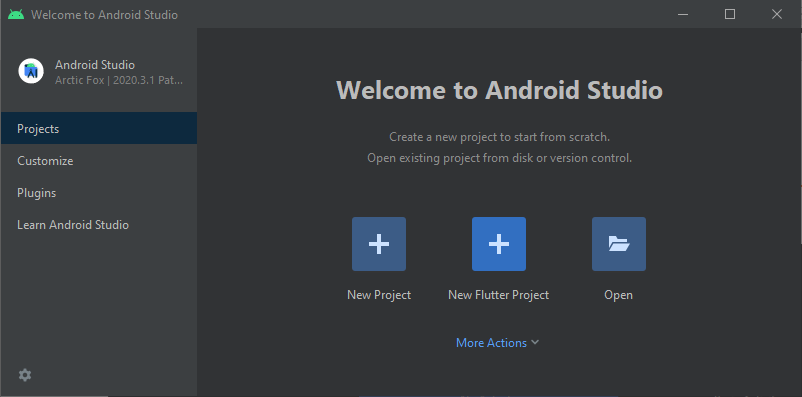 Welcome to Android Studio
Android Studio
Arctic Fox | 2020.3.1 Pat...
Projects
Customize
Plugins
Learn Android Studio
Welcome to Android Studio
Create a new project to start from scratch.
Open existing project from disk or version control.
New Project
New Flutter Project
Open
More Actions